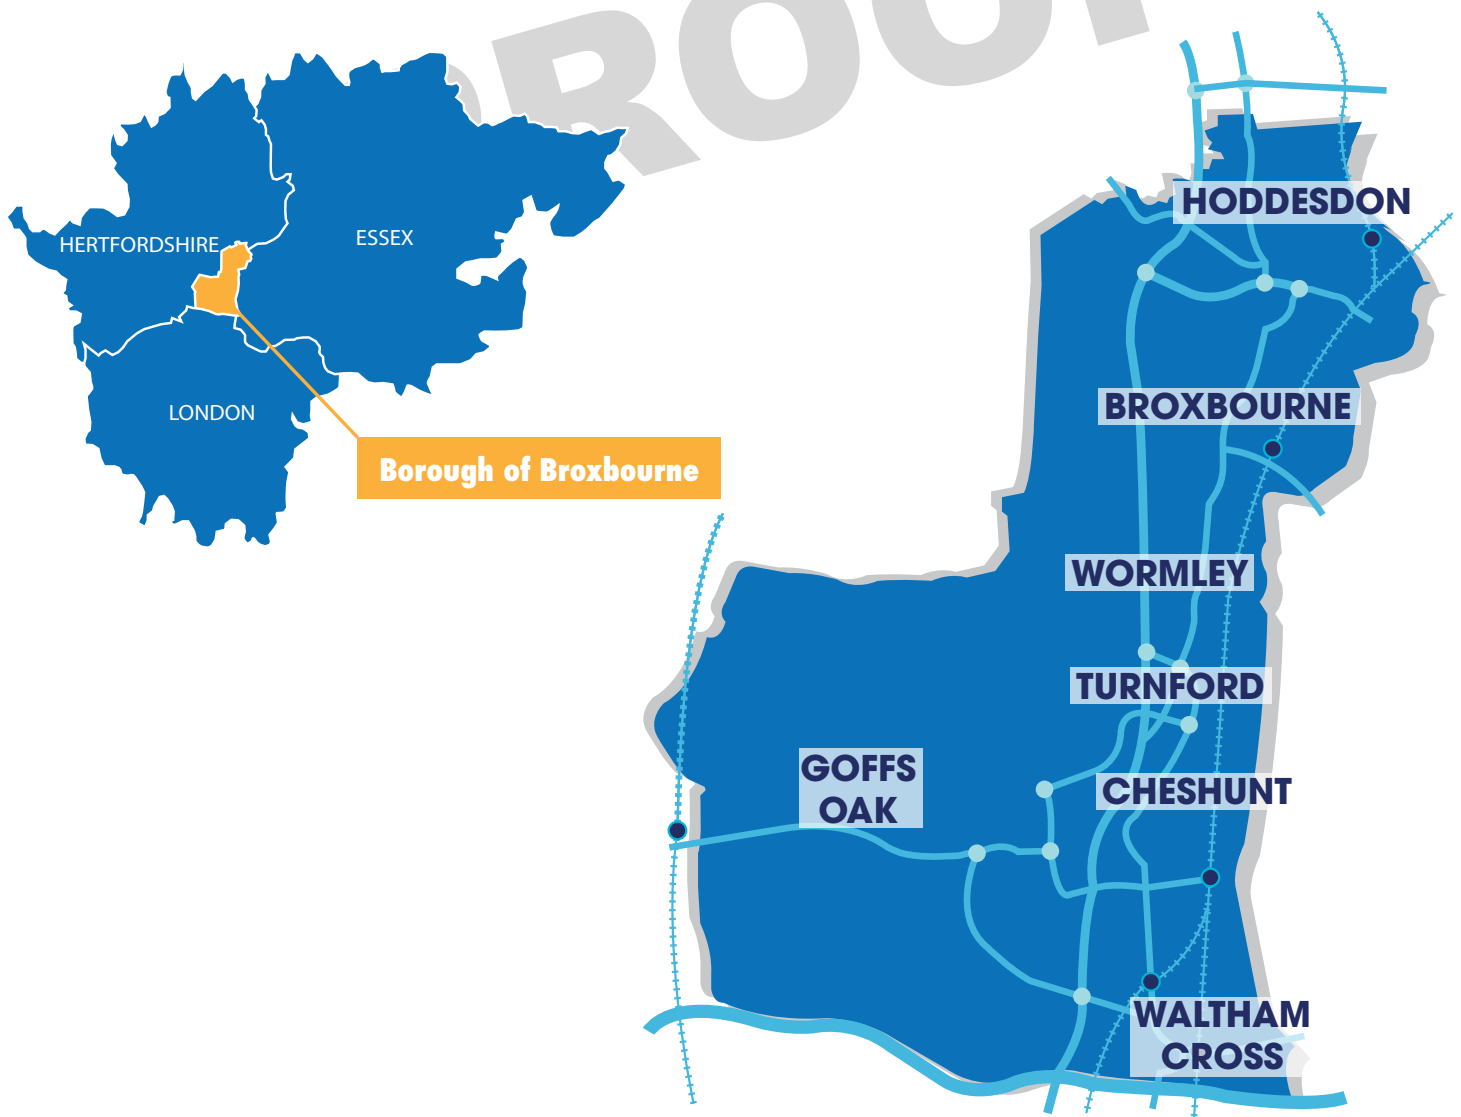 HERTFORDSHIRE
ESSEX
LONDON
Borough of Broxbourne
HODDESDON
BROXBOURNE
WORMLEY
TURNFORD
GOFFS
OAK
CHESHUNT
WALTHAM
CROSS